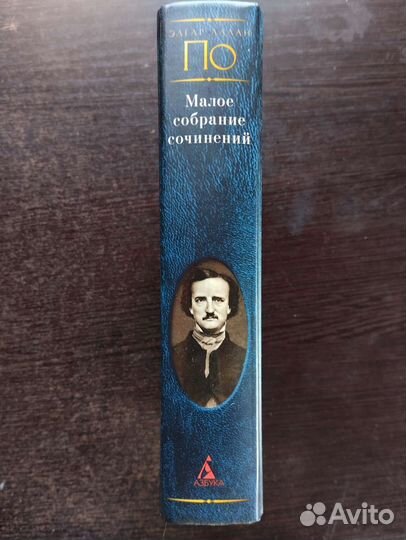 ЭДГАР АЛЛАН
ПО
Малое
собрание
сочинений
АЗБУКА
Avito